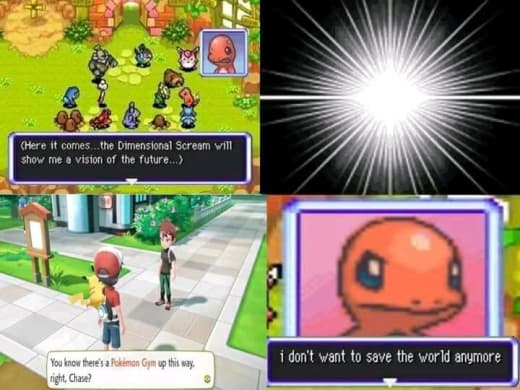 (Here it comes...the Dimensional Scream will
show me a vision of the future...)
You know there's a Pokémon Gym up this way,
right, Chase?
i don't want to save the world anymore